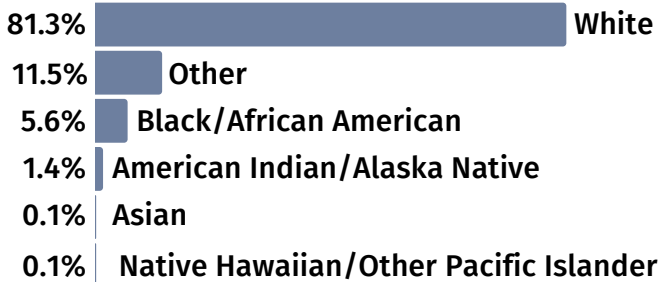 81.3% White
11.5% Other
5.6% Black/African American
1.4% American Indian/Alaska Native
0.1% Asian
0.1% Native Hawaiian/Other Pacific Islander